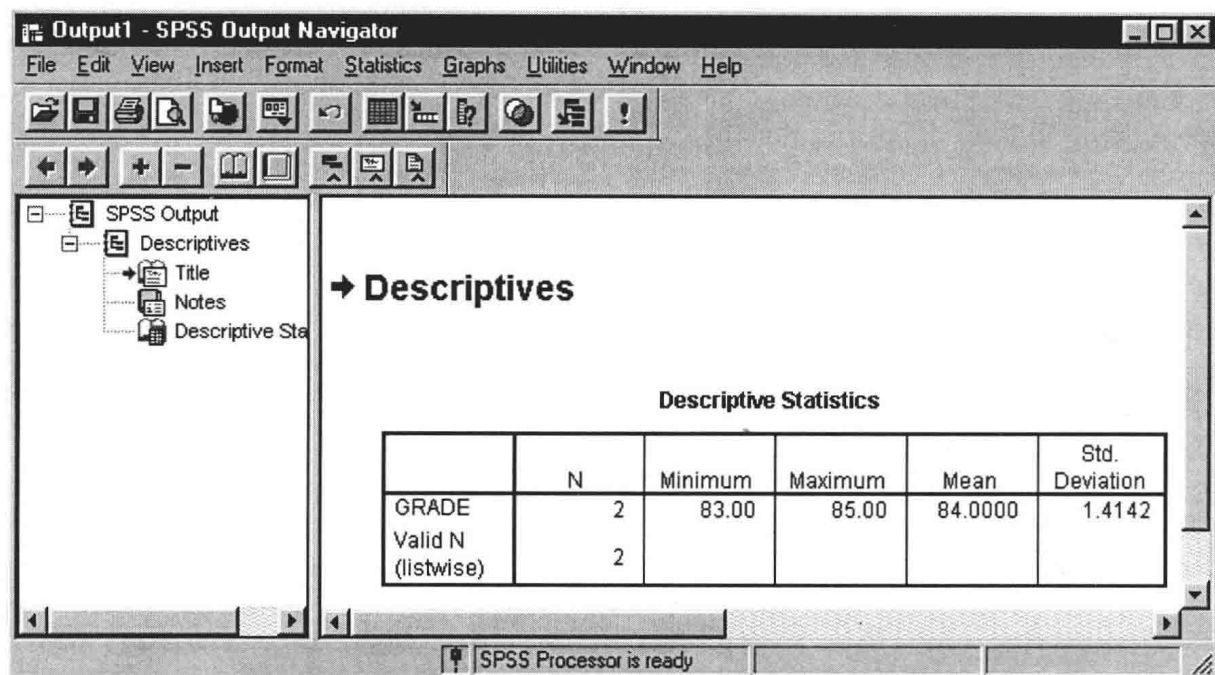 Output1 - SPSS Output Navigator
File Edit View Insert Format Statistics Graphs Utilities Window Help
SPSS Output
Descriptives
Title
Notes
Descriptive Sta
Descriptives
Descriptive Statistics
N Minimum Maximum Mean Std. Deviation
GRADE 2 83.00 85.00 84.0000 1.4142
Valid N (listwise) 2
SPSS Processor is ready